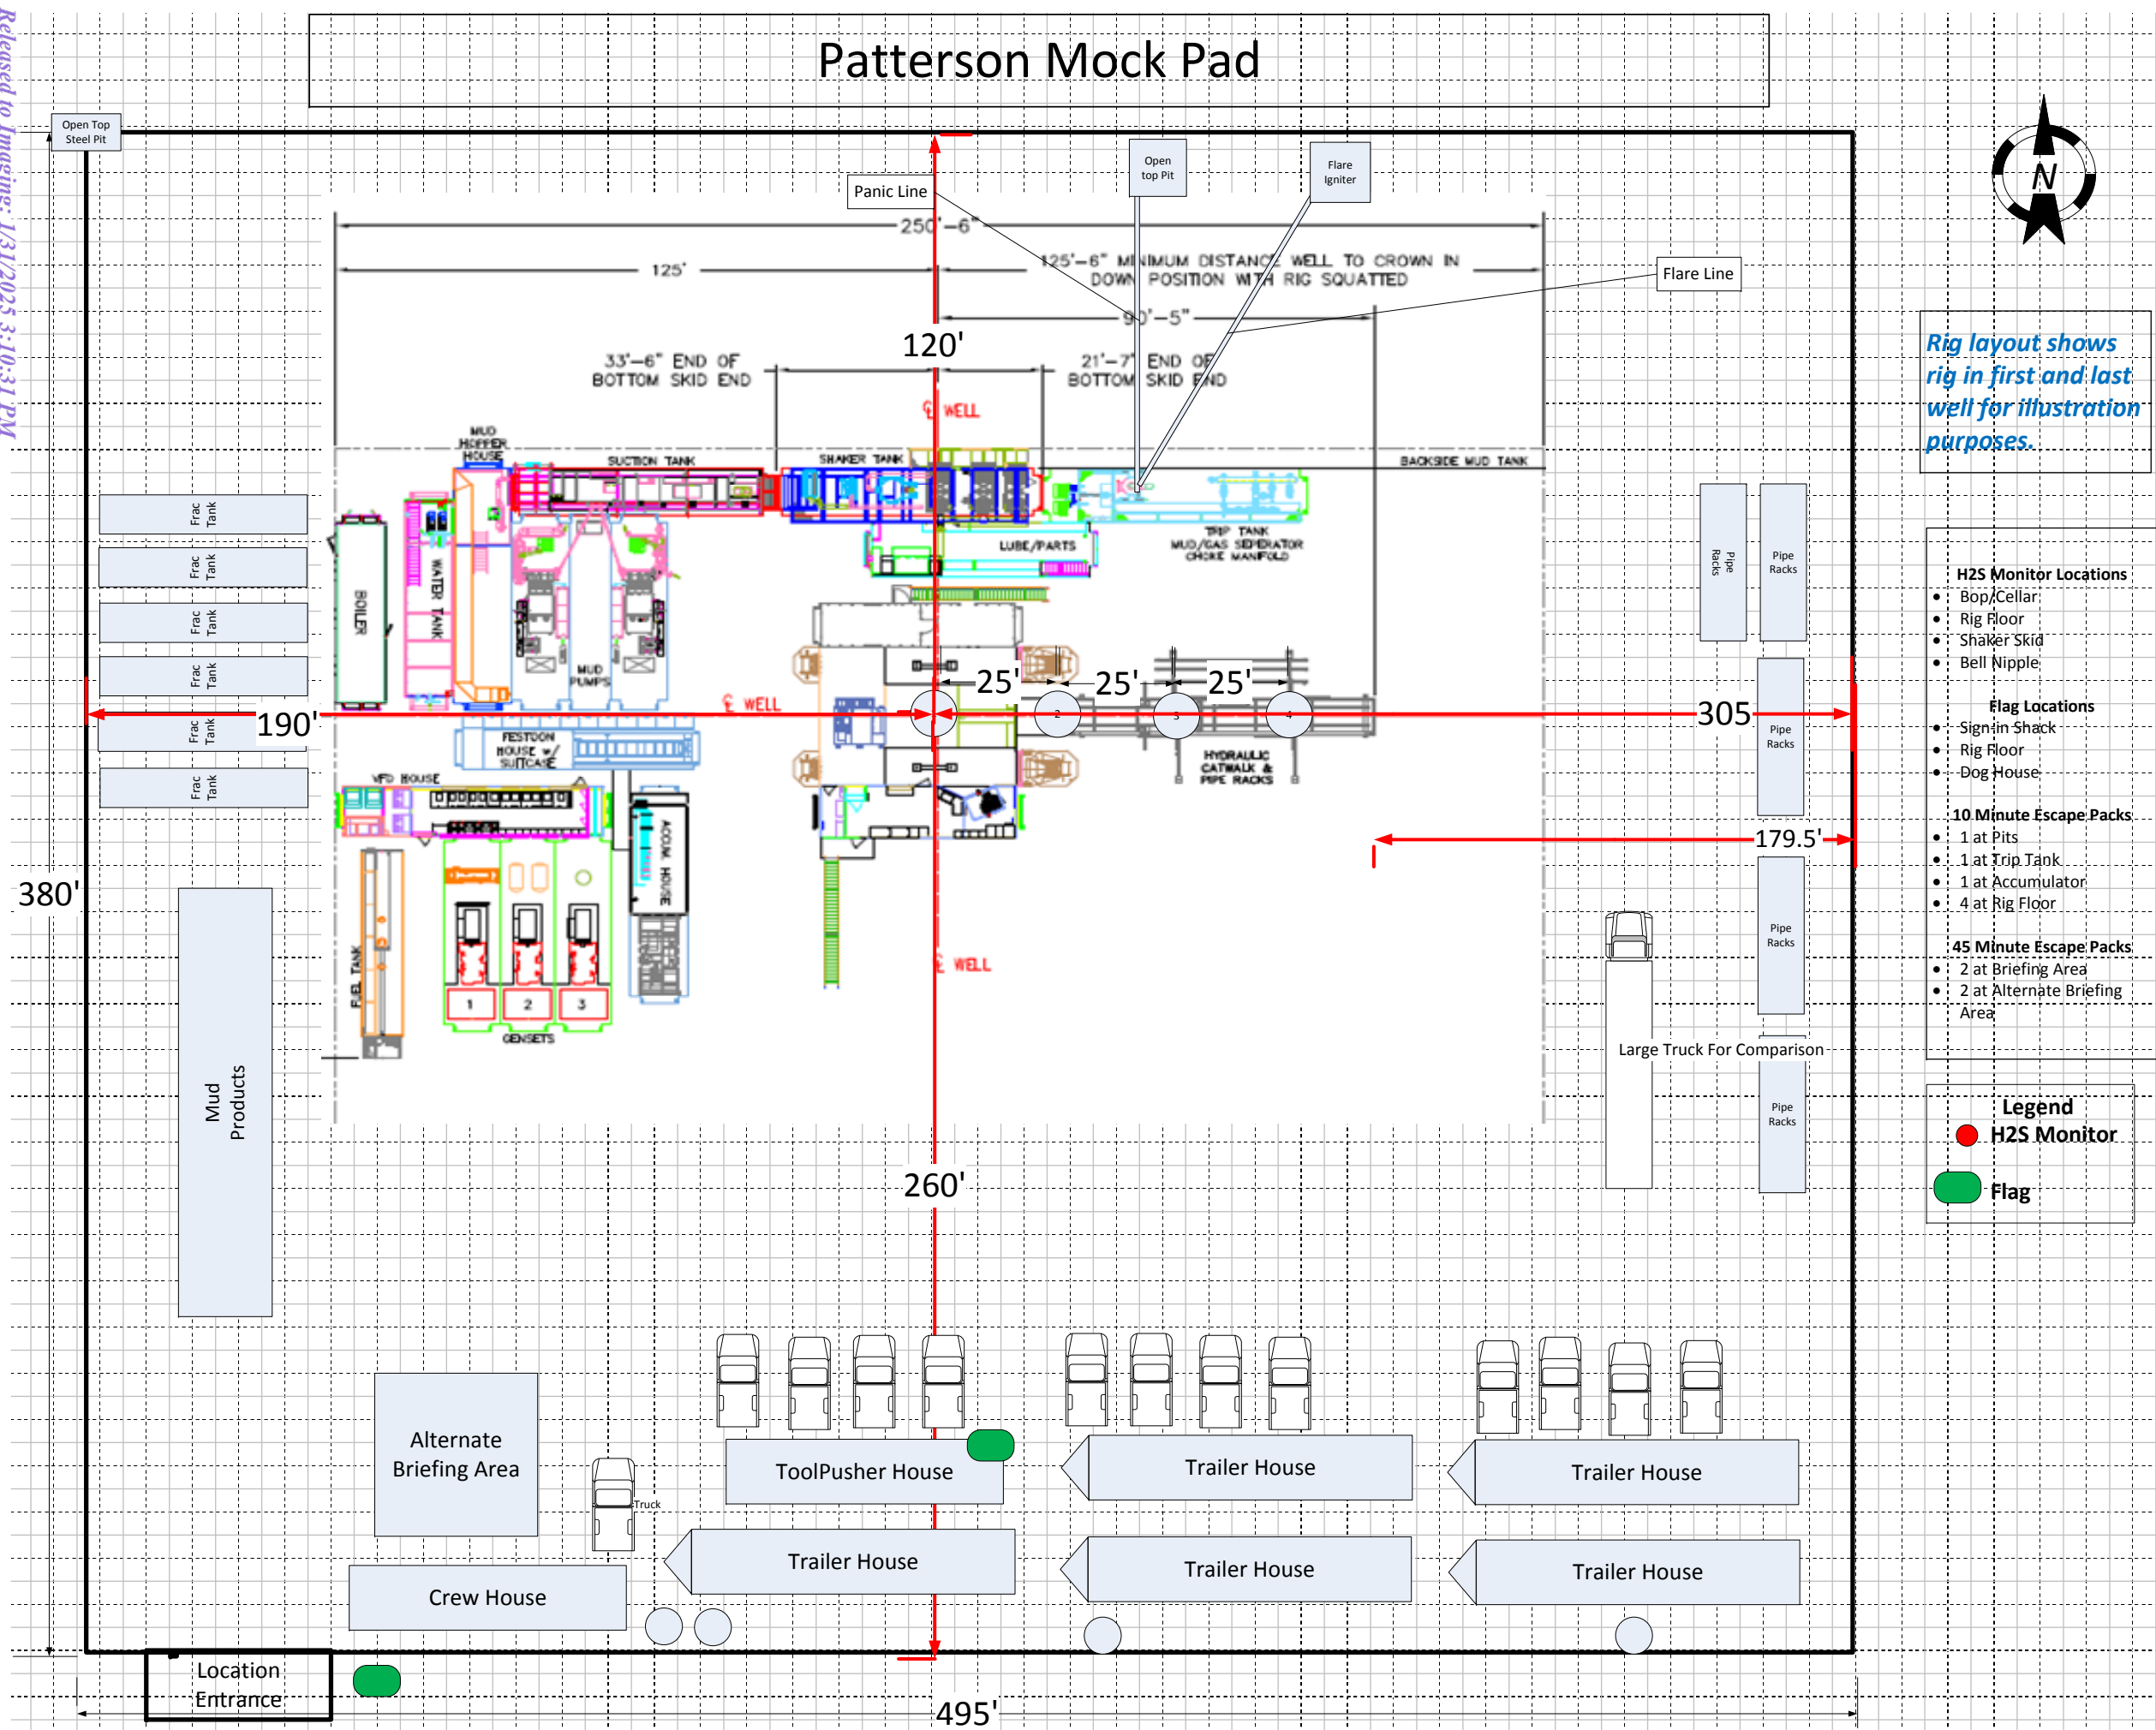 Released to Imaging: 1/31/2025 3:10:31 PM
Patterson Mock Pad
Open Top
Steel Pit
Open
top Pit
Flare
Igniter
Panic Line
N
250'-6"
125'
125'-6" MINIMUM DISTANCE WELL TO CROWN IN
DOWN POSITION WITH RIG SQUATTED
Flare Line
90'-5"
120'
33'-6" END OF
BOTTOM SKID END
21'-7" END OF
BOTTOM SKID END
Rig layout shows
rig in first and last
well for illustration
purposes.
℄ WELL
MUD
HOPPER
HOUSE
SUCTION TANK
SHAKER TANK
BACKSIDE MUD TANK
Frac
Tank
Frac
Tank
Frac
Tank
Frac
Tank
Frac
Tank
Frac
Tank
BOILER
WATER TANK
MUD
PUMPS
LUBE/PARTS
TRIP TANK
MUD/GAS SEPERATOR
CHOKE MANIFOLD
Pipe
Racks
Pipe
Racks
H2S Monitor Locations
• Bop/Cellar
• Rig Floor
• Shaker Skid
• Bell Nipple
Flag Locations
• Sign-in Shack
• Rig Floor
• Dog House
10 Minute Escape Packs
• 1 at Pits
• 1 at Trip Tank
• 1 at Accumulator
• 4 at Rig Floor
45 Minute Escape Packs
• 2 at Briefing Area
• 2 at Alternate Briefing
Area
25'
25'
25'
190'
℄ WELL
2
3
4
305
Pipe
Racks
FESTOON
HOUSE w/
SUITCASE
HYDRAULIC
CATWALK &
PIPE RACKS
VFD HOUSE
ACCUM. HOUSE
179.5'
380'
Pipe
Racks
FUEL TANK
℄ WELL
1
2
3
GENSETS
Large Truck For Comparison
Pipe
Racks
Mud
Products
Legend
H2S Monitor
Flag
260'
Alternate
Briefing Area
ToolPusher House
Trailer House
Trailer House
Truck
Trailer House
Trailer House
Trailer House
Crew House
Location
Entrance
495'